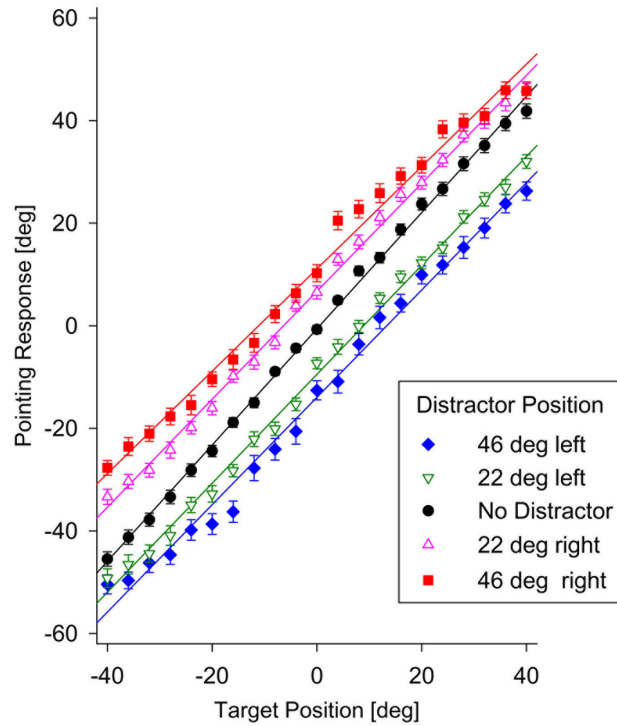 60
40
20
0
-20
-40
-60
Pointing Response [deg]
-40
-20
0
20
40
Target Position [deg]
Distractor Position
46 deg left
22 deg left
No Distractor
22 deg right
46 deg right